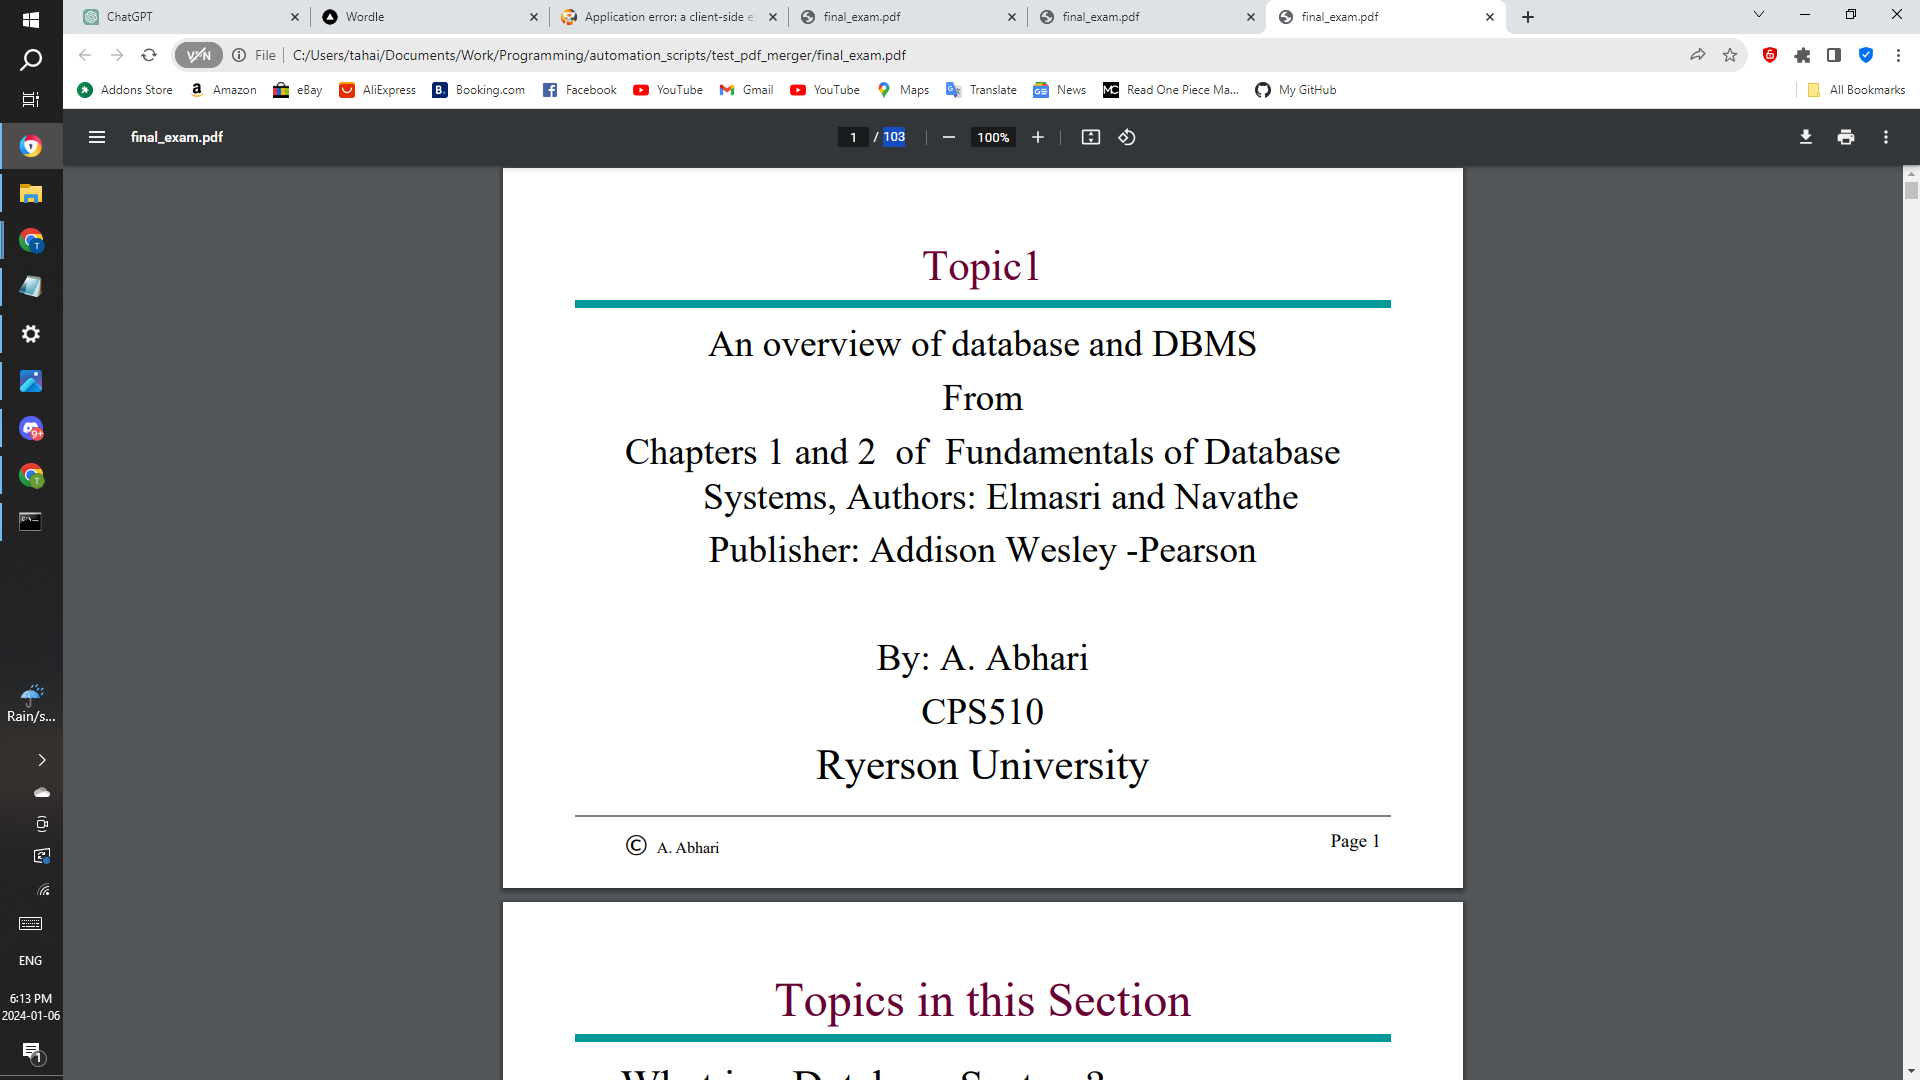 ChatGPT
Wordle
Application error: a client-side e
final_exam.pdf
final_exam.pdf
final_exam.pdf
VPN
File
C:/Users/tahai/Documents/Work/Programming/automation_scripts/test_pdf_merger/final_exam.pdf
Addons Store
Amazon
eBay
AliExpress
Booking.com
Facebook
YouTube
Gmail
YouTube
Maps
Translate
News
Read One Piece Ma...
My GitHub
All Bookmarks
final_exam.pdf
1 / 103
100%
Topic1
An overview of database and DBMS
From
Chapters 1 and 2 of Fundamentals of Database
Systems, Authors: Elmasri and Navathe
Publisher: Addison Wesley -Pearson
By: A. Abhari
CPS510
Ryerson University
© A. Abhari
Page 1
Topics in this Section
Rain/s...
ENG
6:13 PM
2024-01-06
1